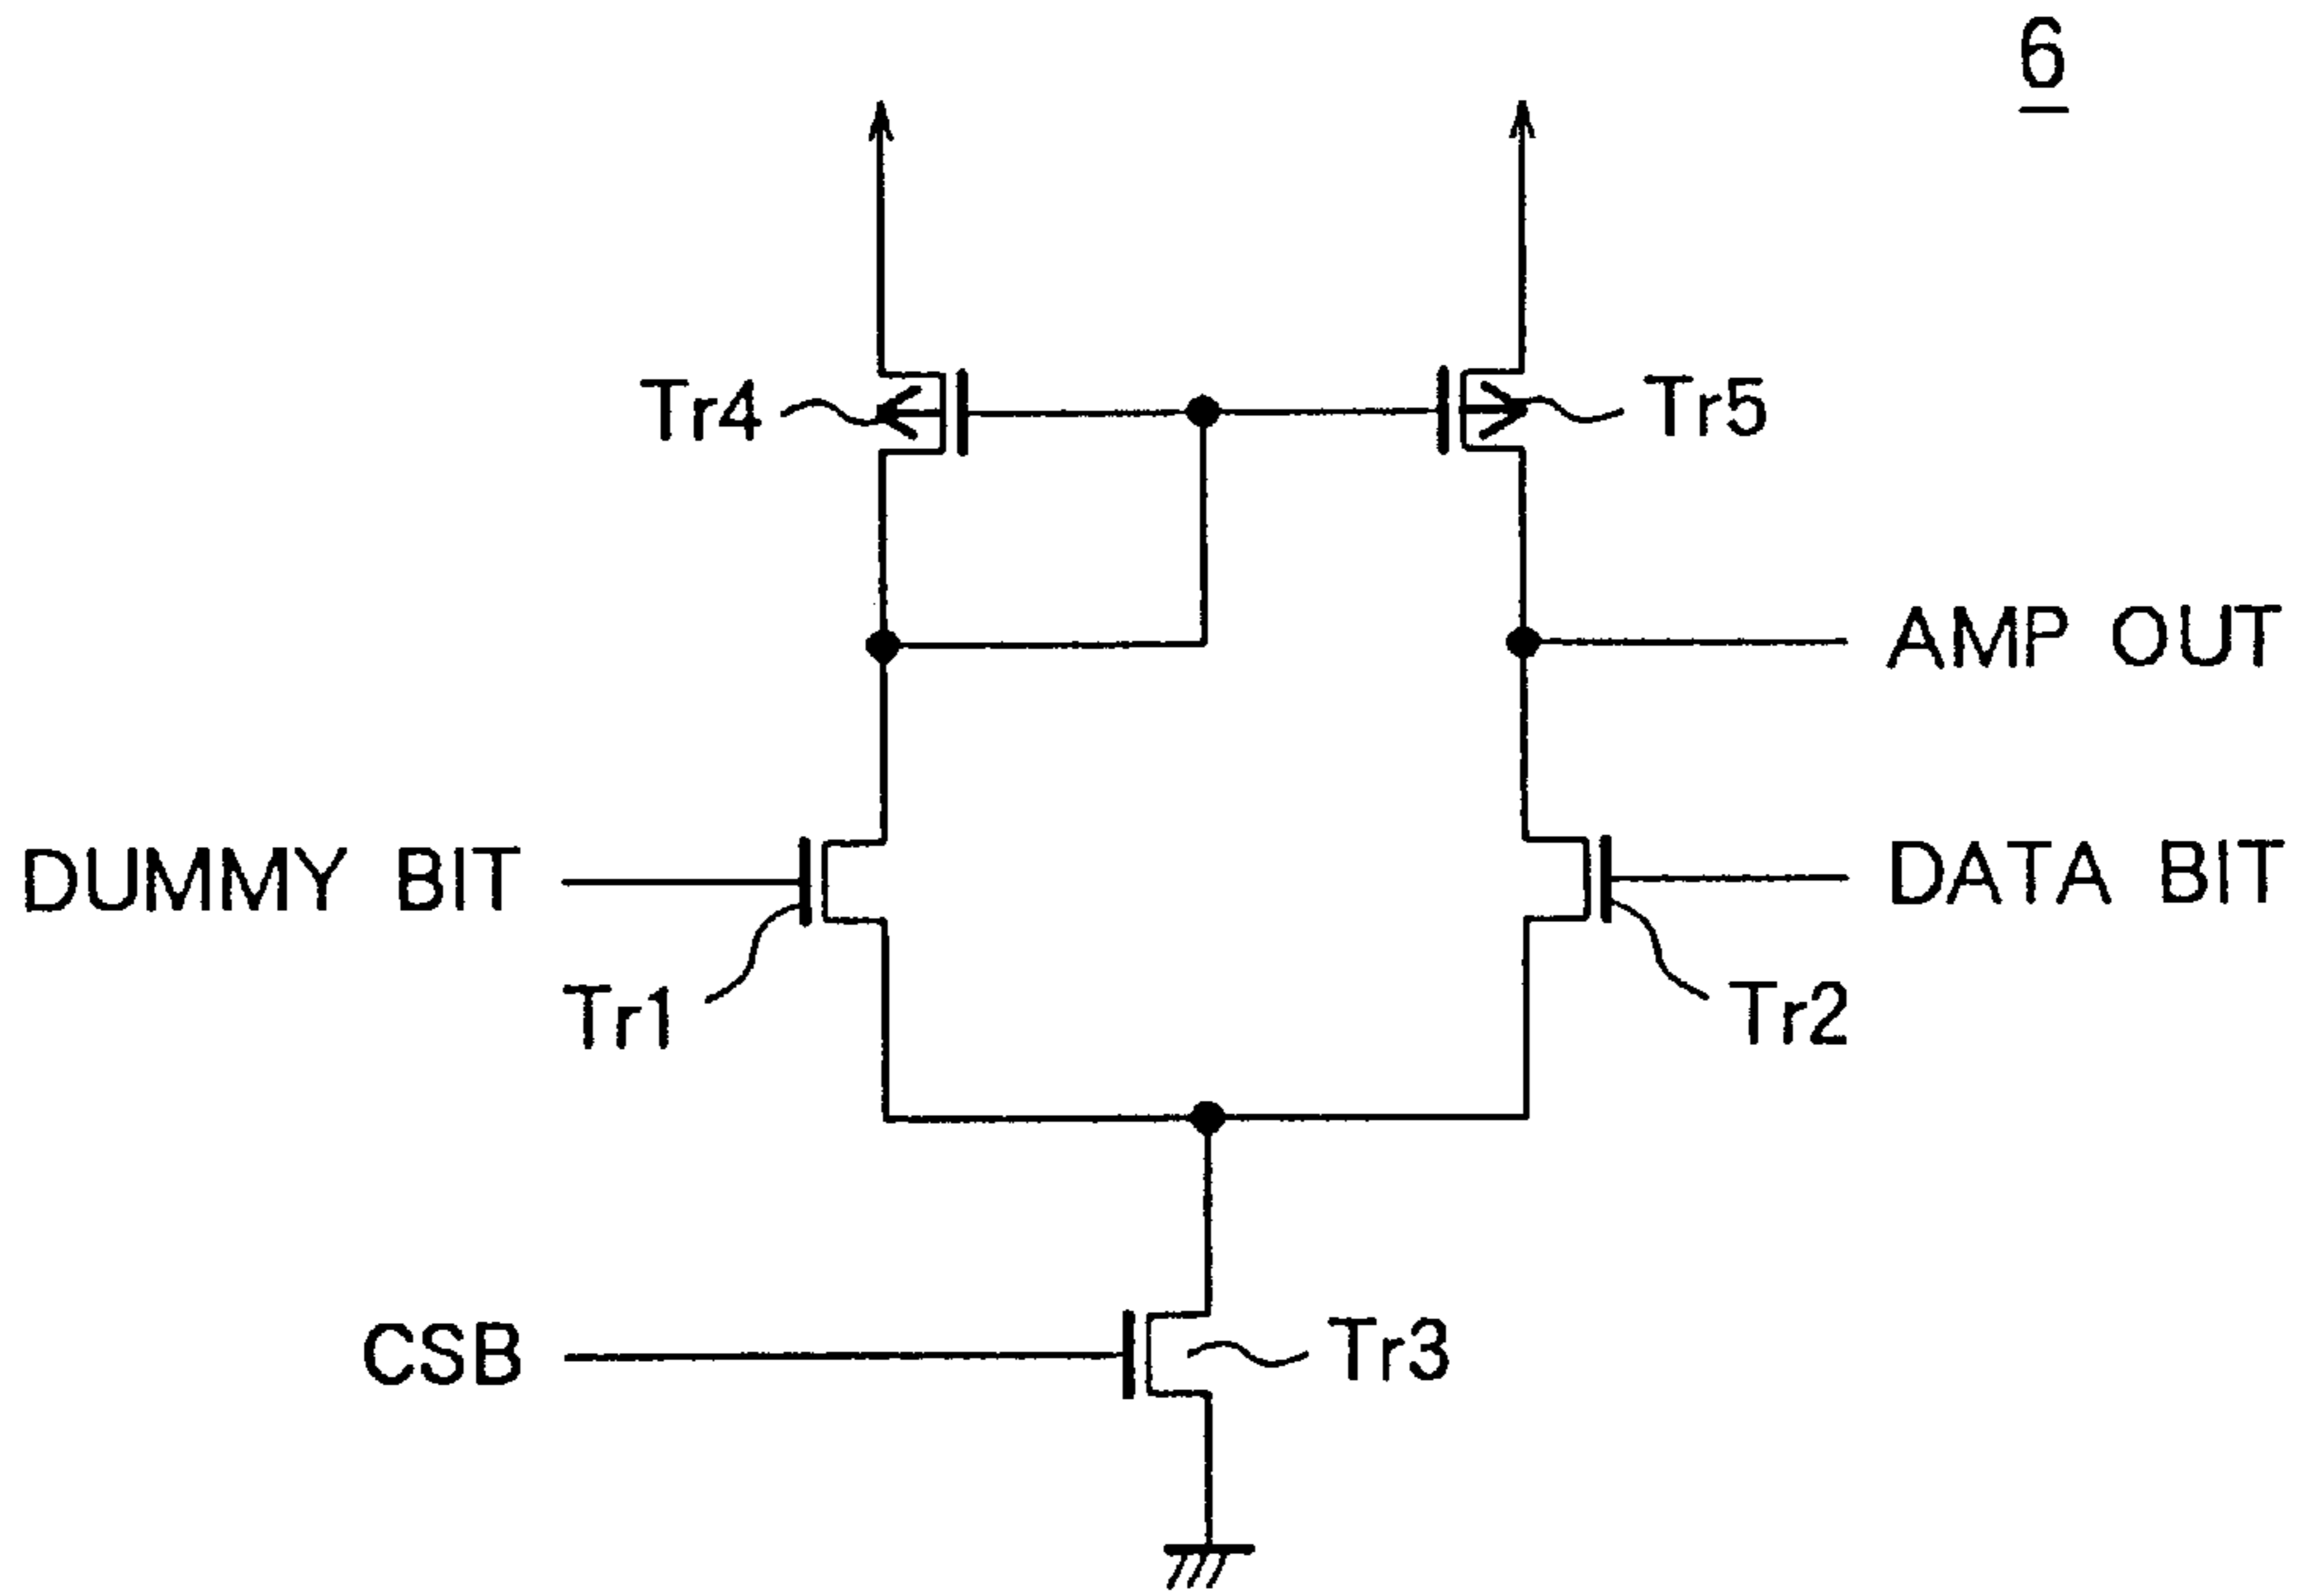 6
Tr4
Tr5
AMP OUT
DUMMY BIT
DATA BIT
Tr1
Tr2
CSB
Tr3